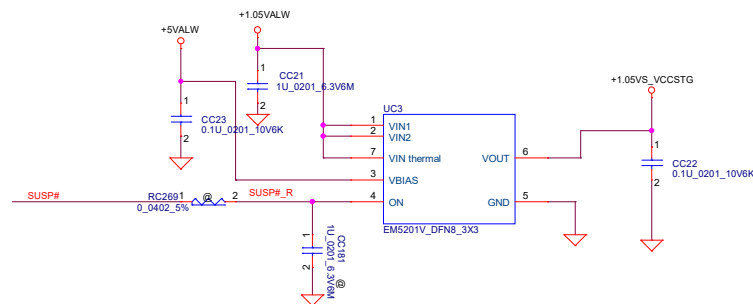 +5VALW
+1.05VALW
+1.05VS_VCCSTG
1
CC21
1U_0201_6.3V6M
2
1
CC23
0.1U_0201_10V6K
2
UC3
1
VIN1
2
VIN2
7
VIN thermal
VOUT
6
3
VBIAS
4
ON
GND
5
EM5201V_DFN8_3X3
1
CC22
0.1U_0201_10V6K
2
SUSP#
RC269
1
@
2
SUSP#_R
0_0402_5%
1
CC181
1U_0201_6.3V6M
2
@